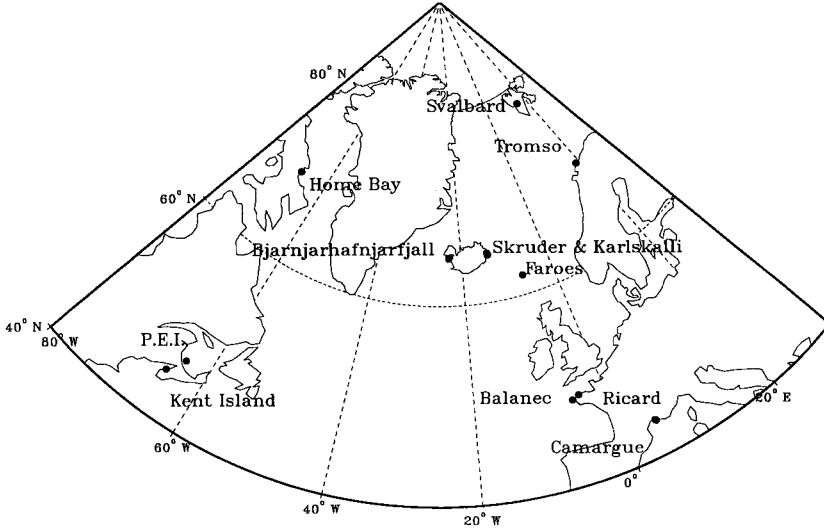 80° N
Svalbard
Tromso
Home Bay
60° N
Bjarnjarhafnjarfjall
Skruder & Karlskalli
Faroes
40° N
80° W
P.E.I.
Kent Island
Balanec
Ricard
20° E
60° W
Camargue
0°
40° W
20° W